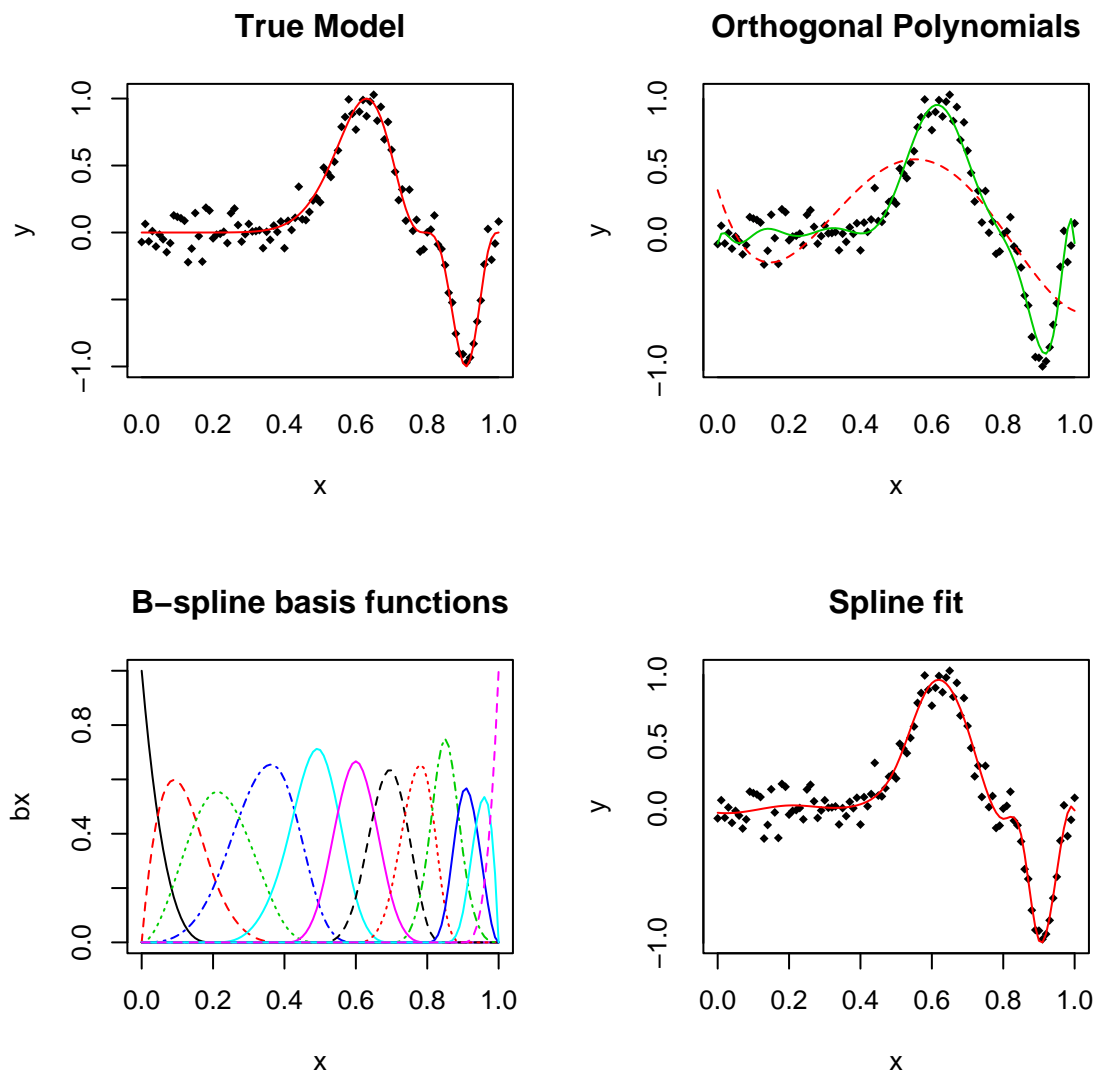 True Model
y
1.0
0.5
0.0
−1.0
0.0 0.2 0.4 0.6 0.8 1.0
x
Orthogonal Polynomials
y
1.0
0.5
0.0
−1.0
0.0 0.2 0.4 0.6 0.8 1.0
x
B−spline basis functions
bx
0.8
0.4
0.0
0.0 0.2 0.4 0.6 0.8 1.0
x
Spline fit
y
1.0
0.5
0.0
−1.0
0.0 0.2 0.4 0.6 0.8 1.0
x